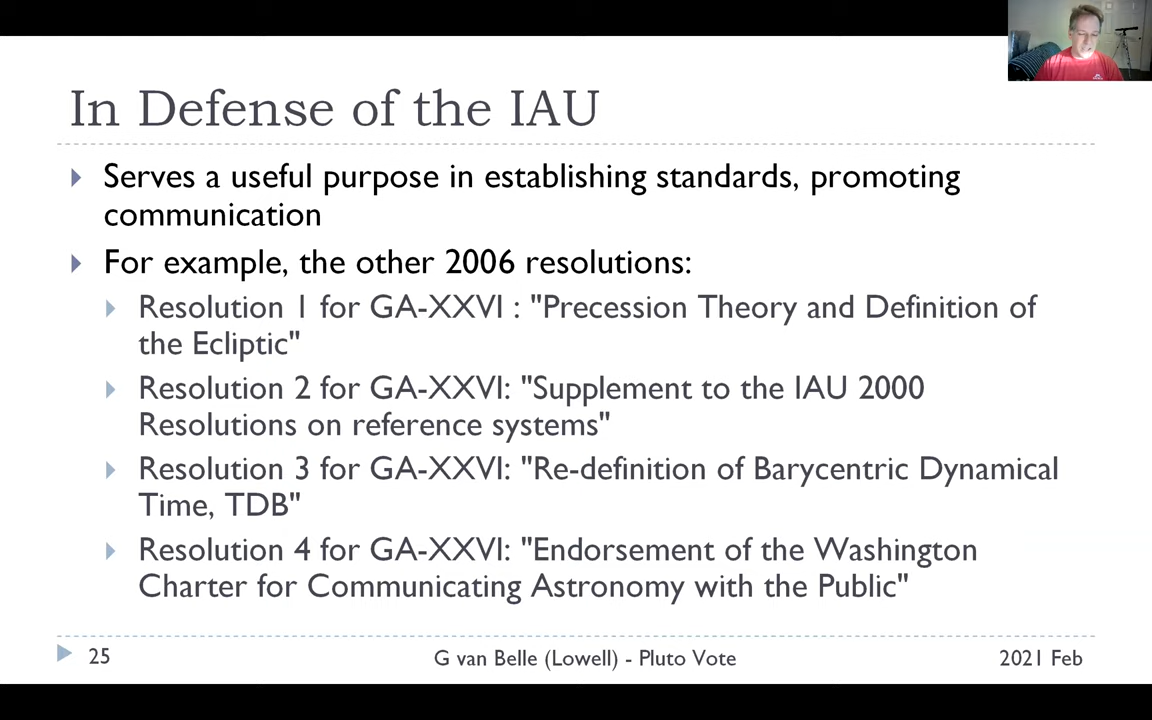 In Defense of the IAU
Serves a useful purpose in establishing standards, promoting
communication
For example, the other 2006 resolutions:
Resolution 1 for GA-XXVI : "Precession Theory and Definition of
the Ecliptic"
Resolution 2 for GA-XXVI: "Supplement to the IAU 2000
Resolutions on reference systems"
Resolution 3 for GA-XXVI: "Re-definition of Barycentric Dynamical
Time, TDB"
Resolution 4 for GA-XXVI: "Endorsement of the Washington
Charter for Communicating Astronomy with the Public"
25
G van Belle (Lowell) - Pluto Vote
2021 Feb